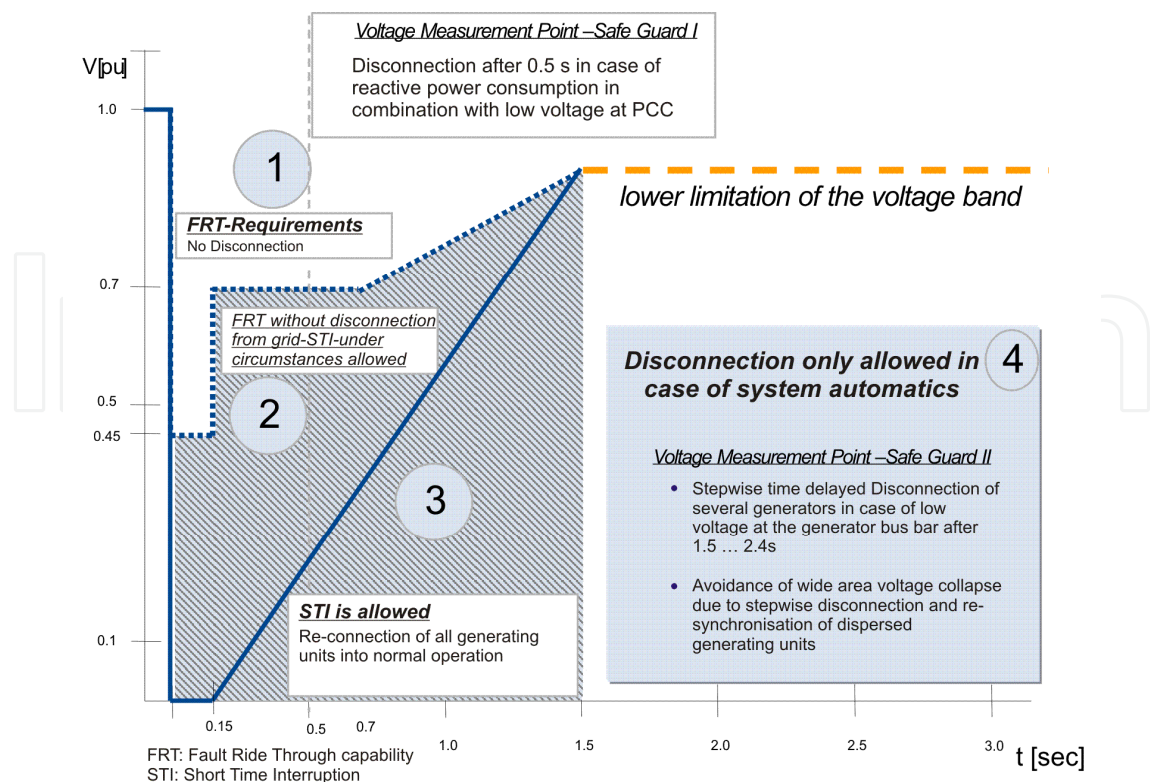 Voltage Measurement Point –Safe Guard I
Disconnection after 0.5 s in case of
reactive power consumption in
combination with low voltage at PCC
V[pu]
1.0
1
lower limitation of the voltage band
FRT-Requirements
No Disconnection
0.7
FRT without disconnection
from grid-STI-under
circumstances allowed
Disconnection only allowed in
case of system automatics
4
0.5
0.45
2
Voltage Measurement Point –Safe Guard II
• Stepwise time delayed Disconnection of
several generators in case of low
voltage at the generator bus bar after
1.5 … 2.4s
3
• Avoidance of wide area voltage collapse
due to stepwise disconnection and re-
synchronisation of dispersed
generating units
STI is allowed
Re-connection of all generating
units into normal operation
0.1
0.15
0.5
0.7
1.0
1.5
2.0
2.5
3.0
t [sec]
FRT: Fault Ride Through capability
STI: Short Time Interruption